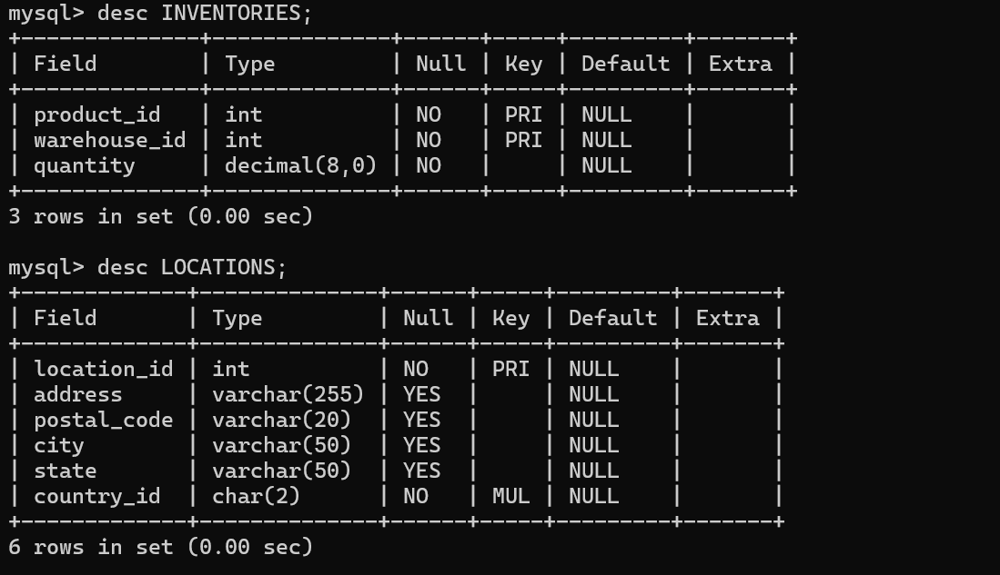 mysql> desc INVENTORIES;
+--------------+--------------+------+-----+---------+-------+
| Field        | Type         | Null | Key | Default | Extra |
+--------------+--------------+------+-----+---------+-------+
| product_id   | int          | NO   | PRI | NULL    |       |
| warehouse_id | int          | NO   | PRI | NULL    |       |
| quantity     | decimal(8,0) | NO   |     | NULL    |       |
+--------------+--------------+------+-----+---------+-------+
3 rows in set (0.00 sec)

mysql> desc LOCATIONS;
+-------------+--------------+------+-----+---------+-------+
| Field       | Type         | Null | Key | Default | Extra |
+-------------+--------------+------+-----+---------+-------+
| location_id | int          | NO   | PRI | NULL    |       |
| address     | varchar(255) | YES  |     | NULL    |       |
| postal_code | varchar(20)  | YES  |     | NULL    |       |
| city        | varchar(50)  | YES  |     | NULL    |       |
| state       | varchar(50)  | YES  |     | NULL    |       |
| country_id  | char(2)      | NO   | MUL | NULL    |       |
+-------------+--------------+------+-----+---------+-------+
6 rows in set (0.00 sec)